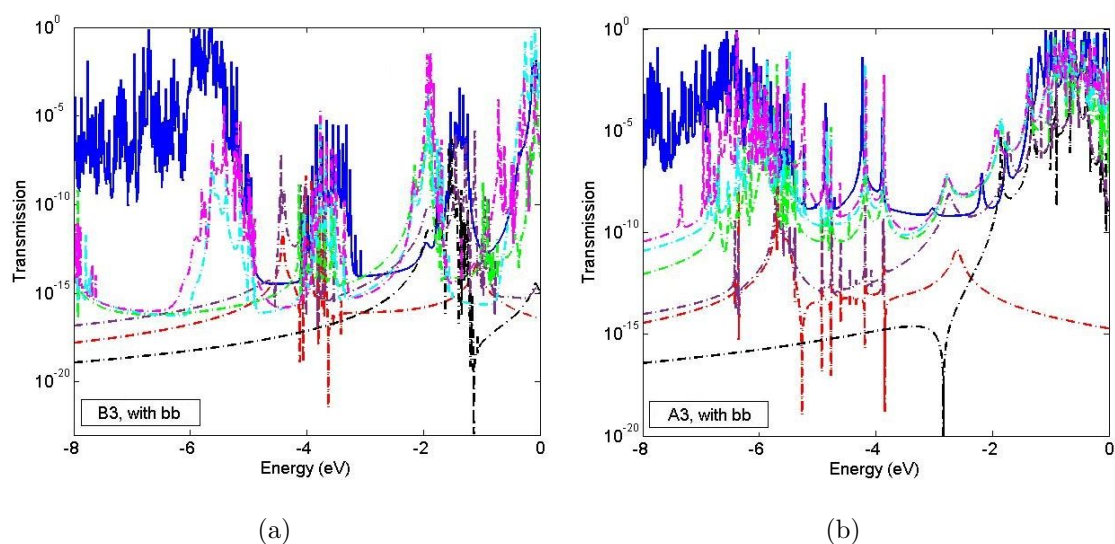 10^0
10^-5
10^-10
10^-15
10^-20
Transmission
B3, with bb
-8 -6 -4 -2 0
Energy (eV)
(a)
10^0
10^-5
10^-10
10^-15
10^-20
Transmission
A3, with bb
-8 -6 -4 -2 0
Energy (eV)
(b)